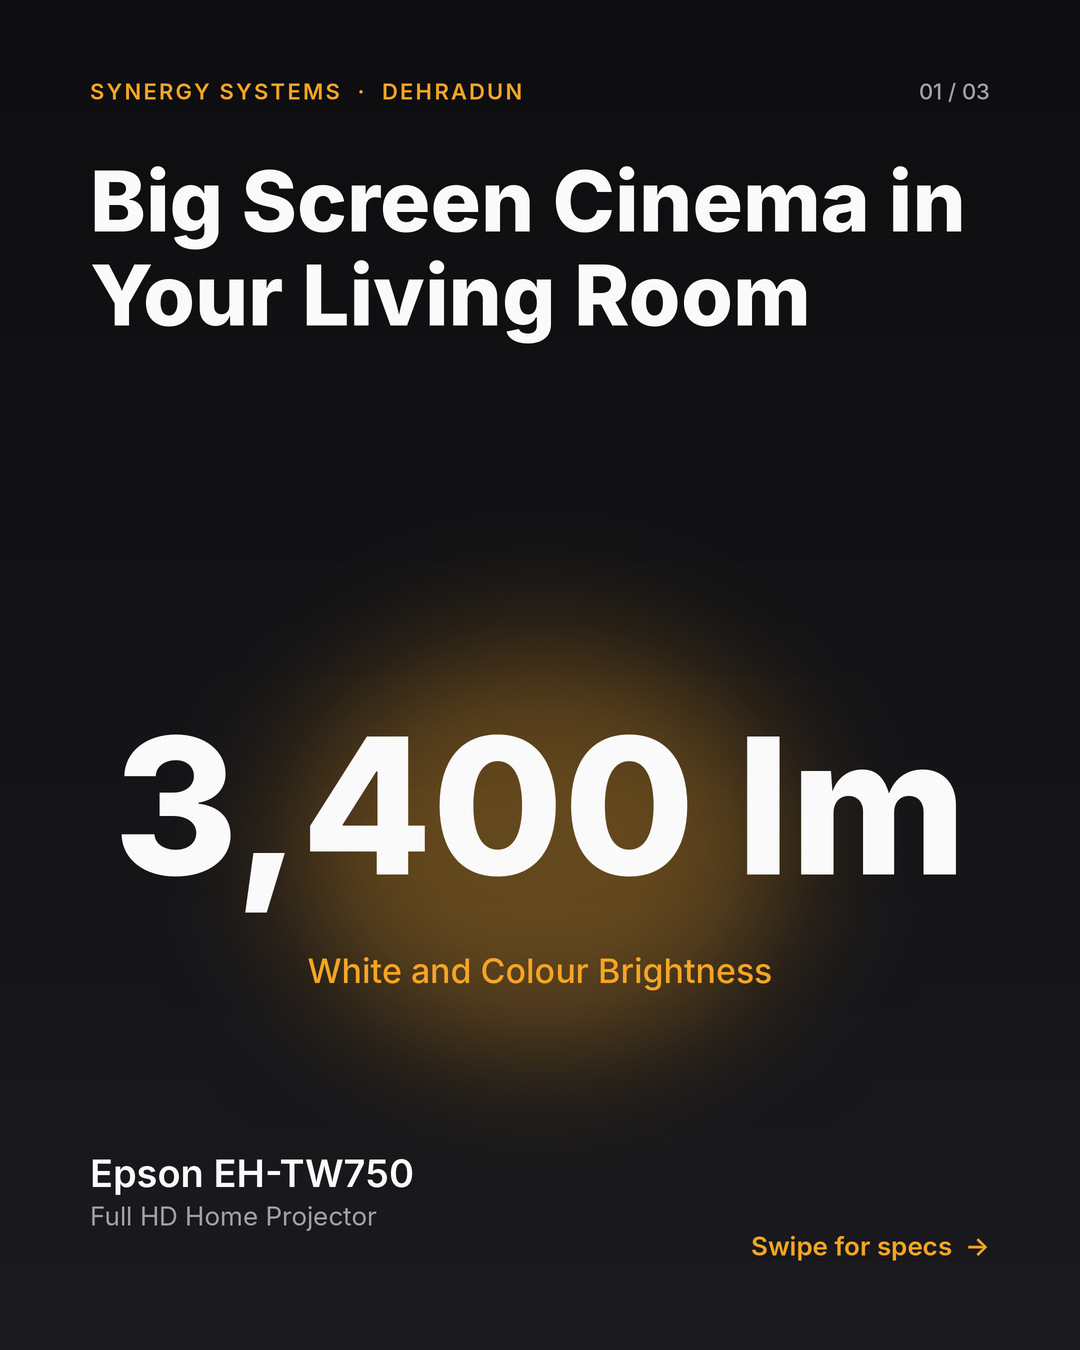 SYNERGY SYSTEMS · DEHRADUN
01 / 03
Big Screen Cinema in
Your Living Room
3,400 lm
White and Colour Brightness
Epson EH-TW750
Full HD Home Projector
Swipe for specs →